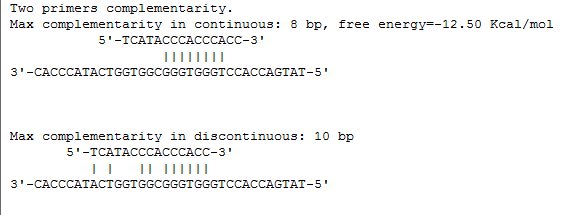 Two primers complementarity.
Max complementarity in continuous: 8 bp, free energy=-12.50 Kcal/mol
5'-TCATACCCACCCACC-3'
||||||||
3'-CACCCATACTGGTGGCGGGTGGGTCCACCAGTAT-5'
Max complementarity in discontinuous: 10 bp
5'-TCATACCCACCCACC-3'
| |   || ||||||
3'-CACCCATACTGGTGGCGGGTGGGTCCACCAGTAT-5'